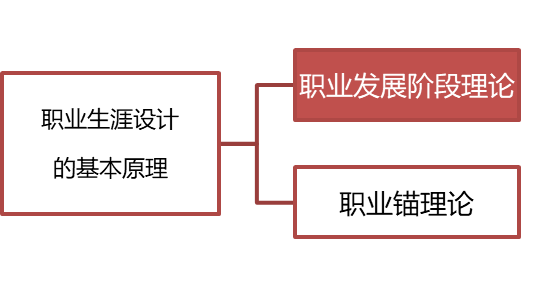 职业生涯设计
的基本原理
职业发展阶段理论
职业锚理论